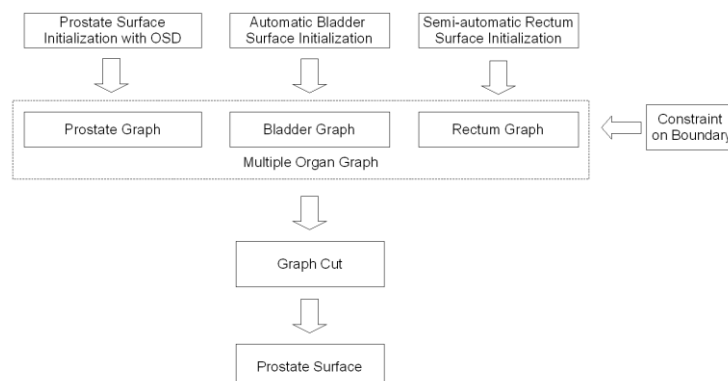 Prostate Surface
Initialization with OSD
Automatic Bladder
Surface Initialization
Semi-automatic Rectum
Surface Initialization
Prostate Graph
Bladder Graph
Rectum Graph
Multiple Organ Graph
Constraint
on Boundary
Graph Cut
Prostate Surface